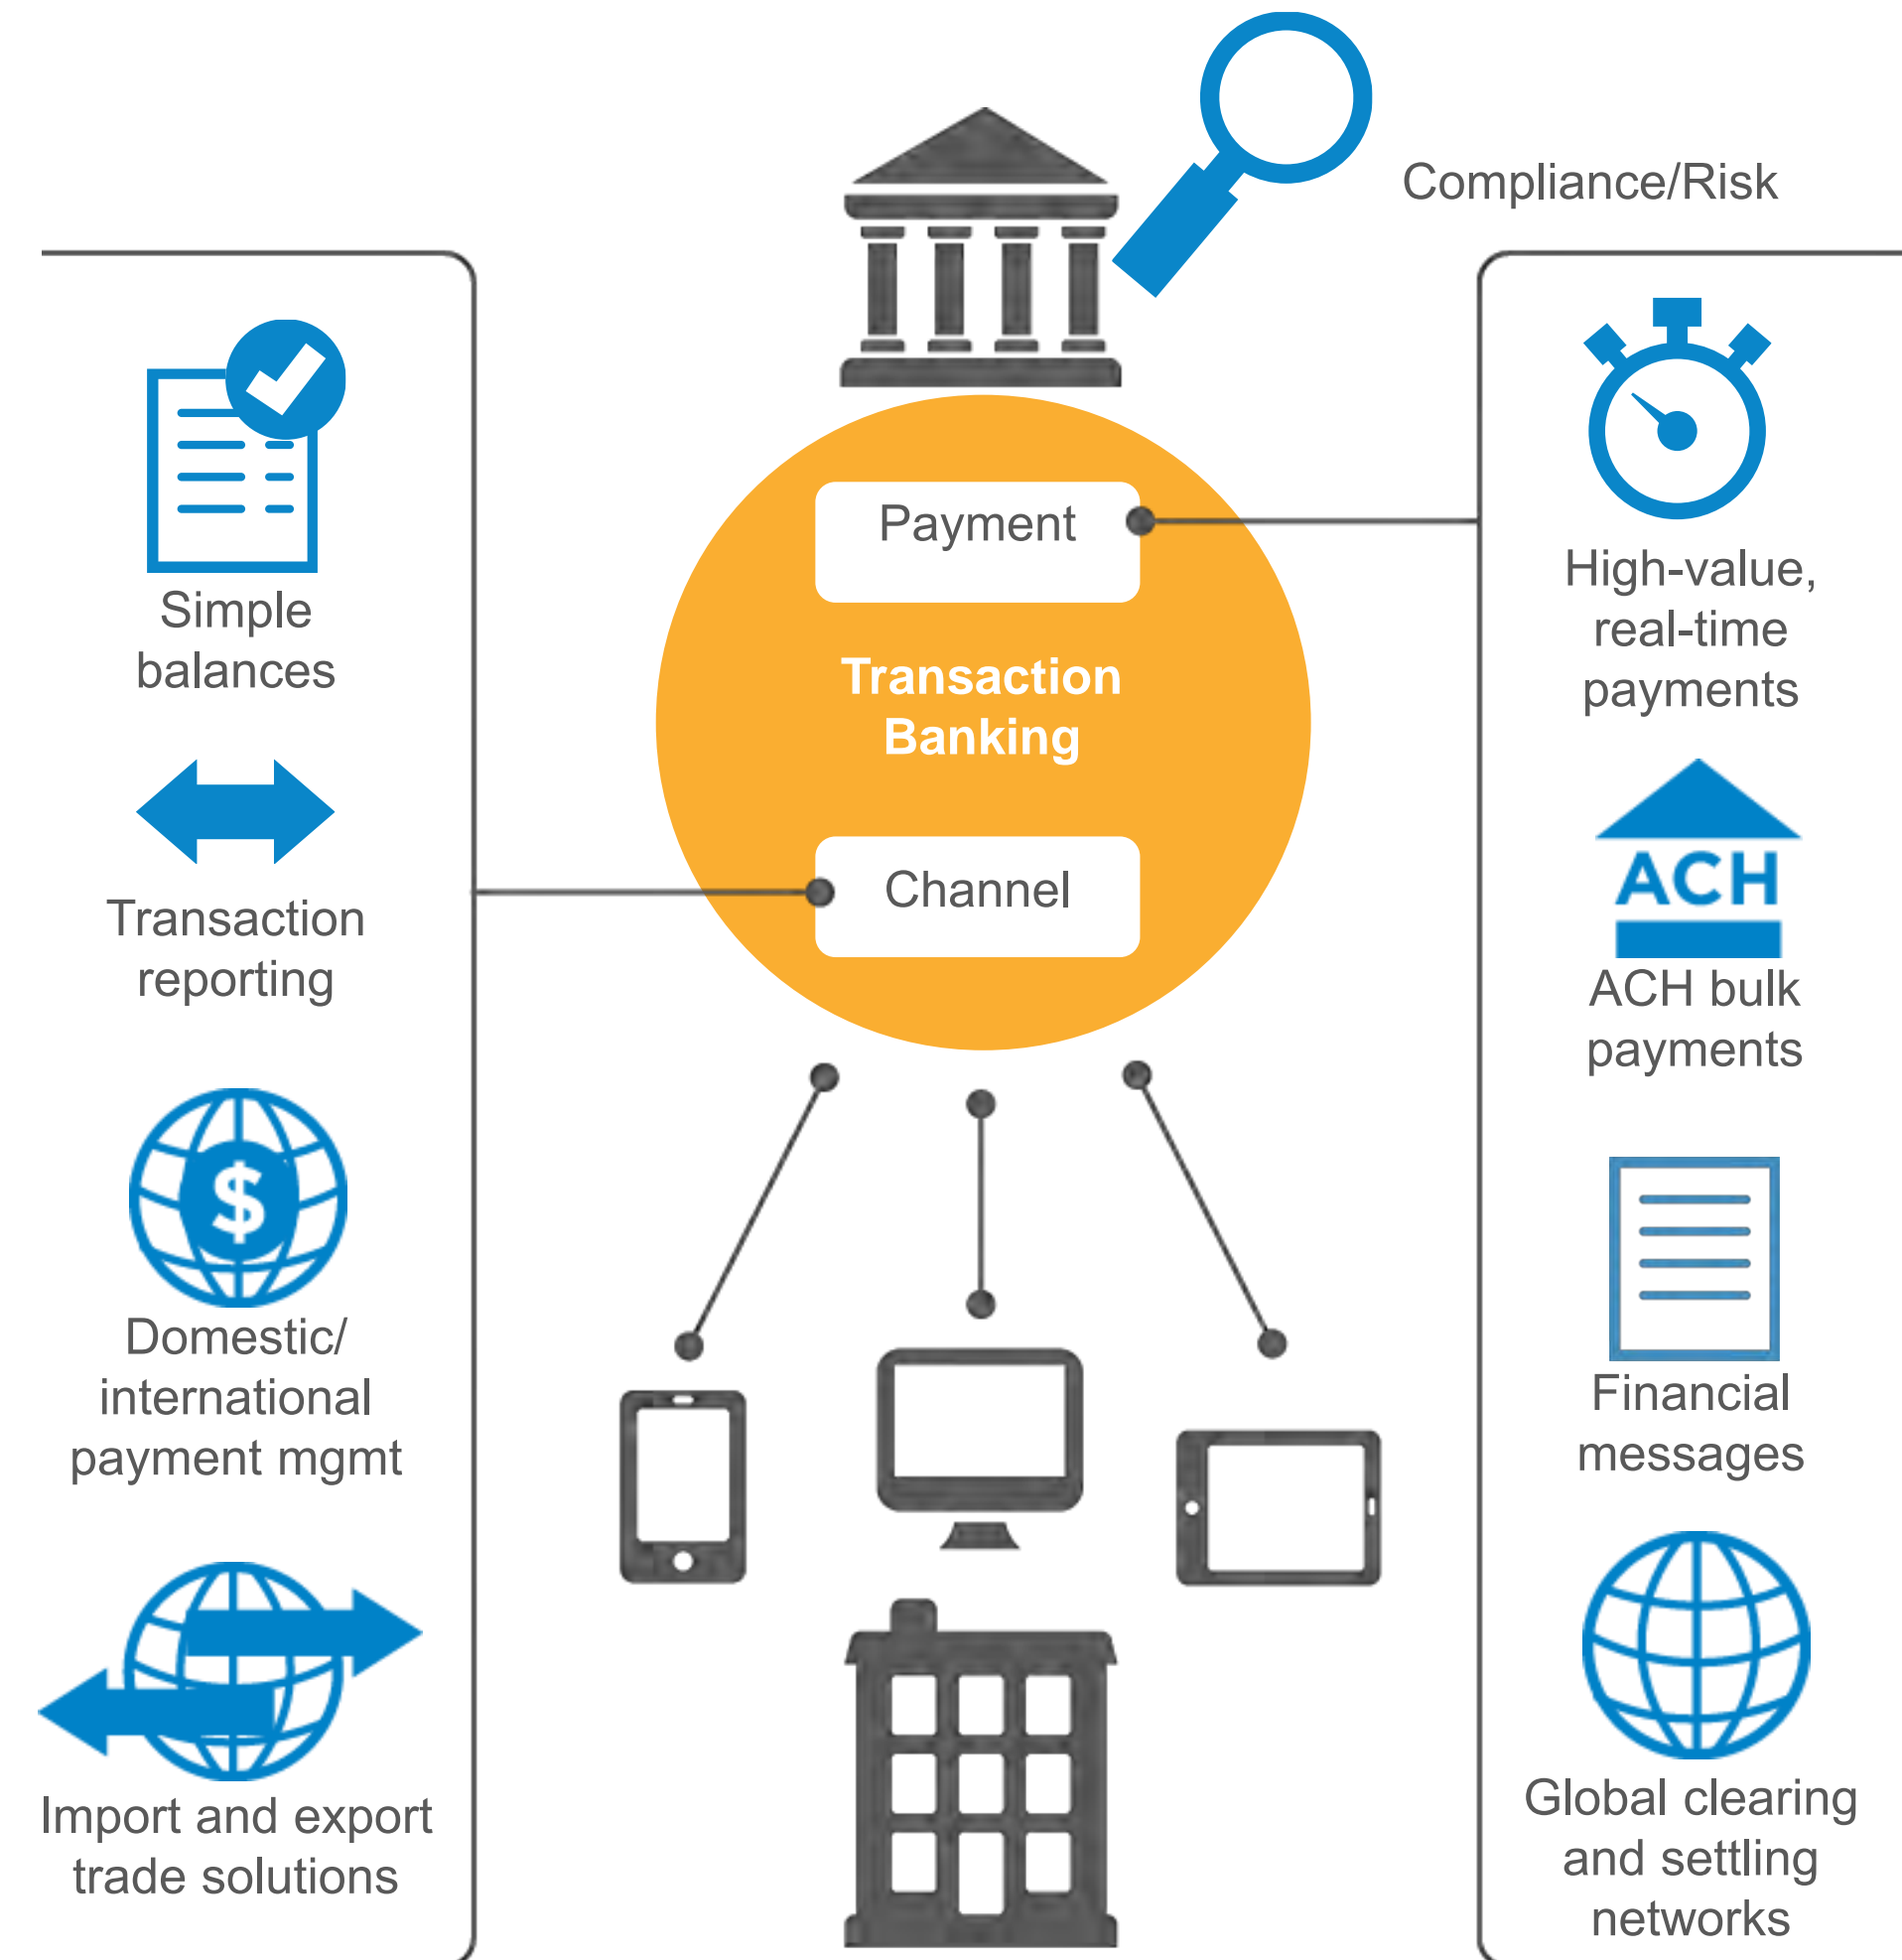 Compliance/Risk
Simple
balances
Transaction
reporting
$
Domestic/
international
payment mgmt
Import and export
trade solutions
Payment
Transaction
Banking
Channel
High-value,
real-time
payments
ACH
ACH bulk
payments
Financial
messages
Global clearing
and settling
networks